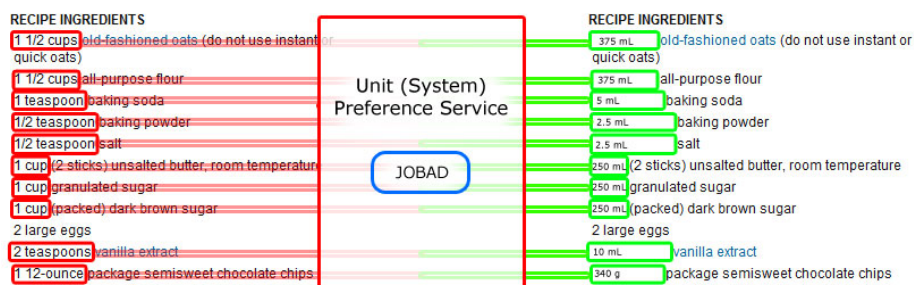 RECIPE INGREDIENTS
1 1/2 cups old-fashioned oats (do not use instant or
quick oats)
1 1/2 cups all-purpose flour
1 teaspoon baking soda
1/2 teaspoon baking powder
1/2 teaspoon salt
1 cup (2 sticks) unsalted butter, room temperature
1 cup granulated sugar
1 cup (packed) dark brown sugar
2 large eggs
2 teaspoons vanilla extract
1 12-ounce package semisweet chocolate chips
Unit (System)
Preference Service
JOBAD
RECIPE INGREDIENTS
375 mL old-fashioned oats (do not use instant or
quick oats)
375 mL all-purpose flour
5 mL baking soda
2.5 mL baking powder
2.5 mL salt
250 mL (2 sticks) unsalted butter, room temperature
250 mL granulated sugar
250 mL (packed) dark brown sugar
2 large eggs
10 mL vanilla extract
340 g package semisweet chocolate chips